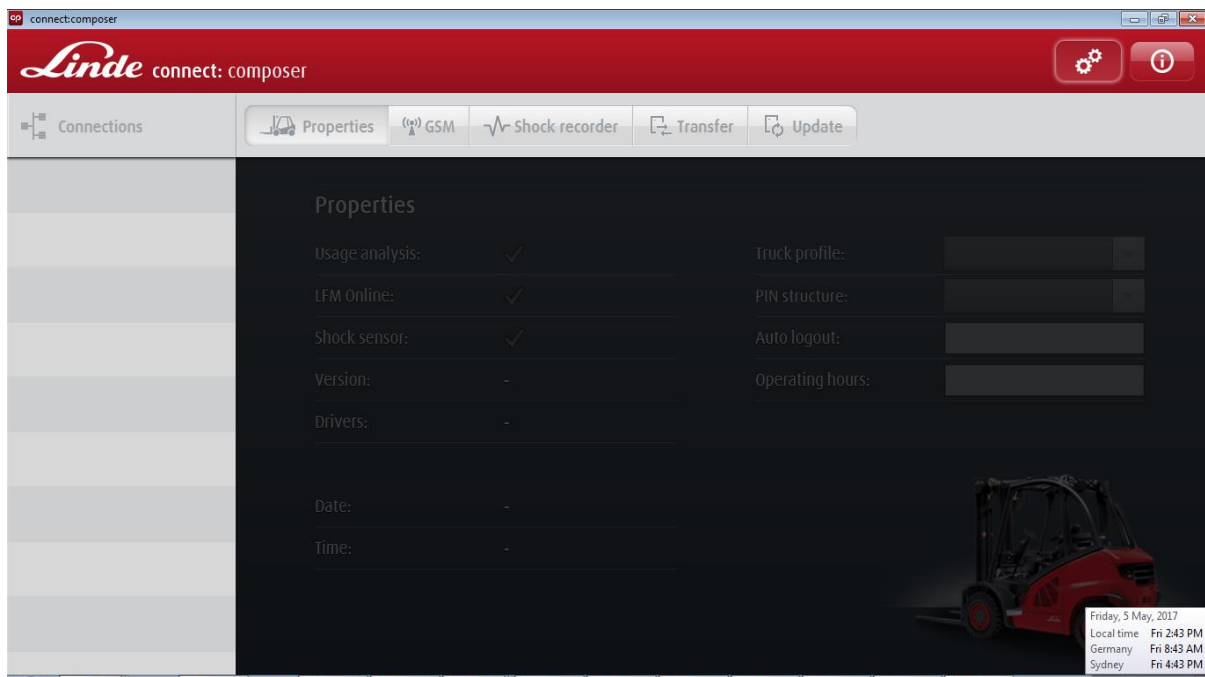 cp connect:composer
Linde connect: composer
Connections
Properties GSM Shock recorder Transfer Update
Properties
Usage analysis: Truck profile:
LFM Online: PIN structure:
Shock sensor: Auto logout:
Version: - Operating hours:
Drivers: -
Date: -
Time: -
Friday, 5 May, 2017
Local time Fri 2:43 PM
Germany Fri 8:43 AM
Sydney Fri 4:43 PM